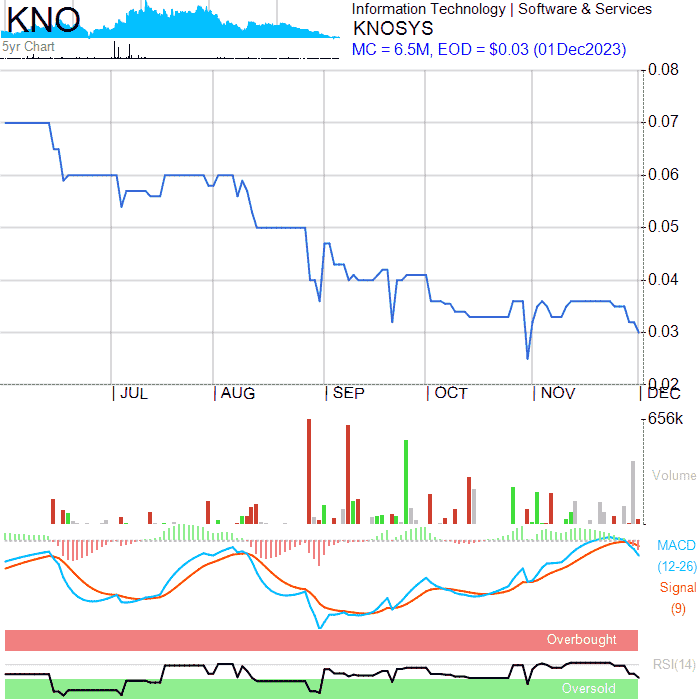 KNO
Information Technology | Software & Services
KNOSYS
MC = 6.5M, EOD = $0.03 (01Dec2023)
5yr Chart
0.08
0.07
0.06
0.05
0.04
0.03
0.02
JUL AUG SEP OCT NOV DEC
656k
Volume
MACD
(12-26)
Signal
(9)
Overbought
RSI(14)
Oversold